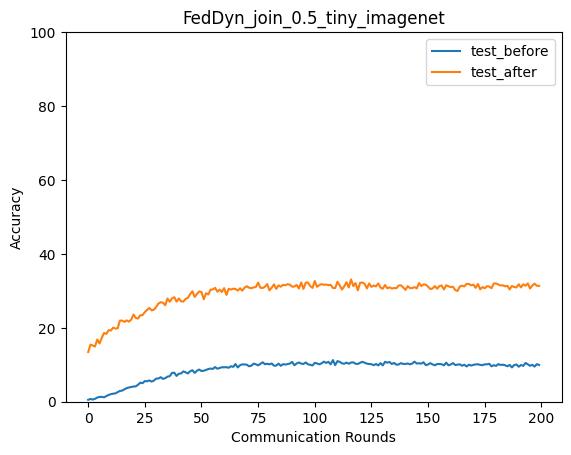 FedDyn_join_0.5_tiny_imagenet
100
80
60
40
20
0
Accuracy
test_before
test_after
0 25 50 75 100 125 150 175 200
Communication Rounds